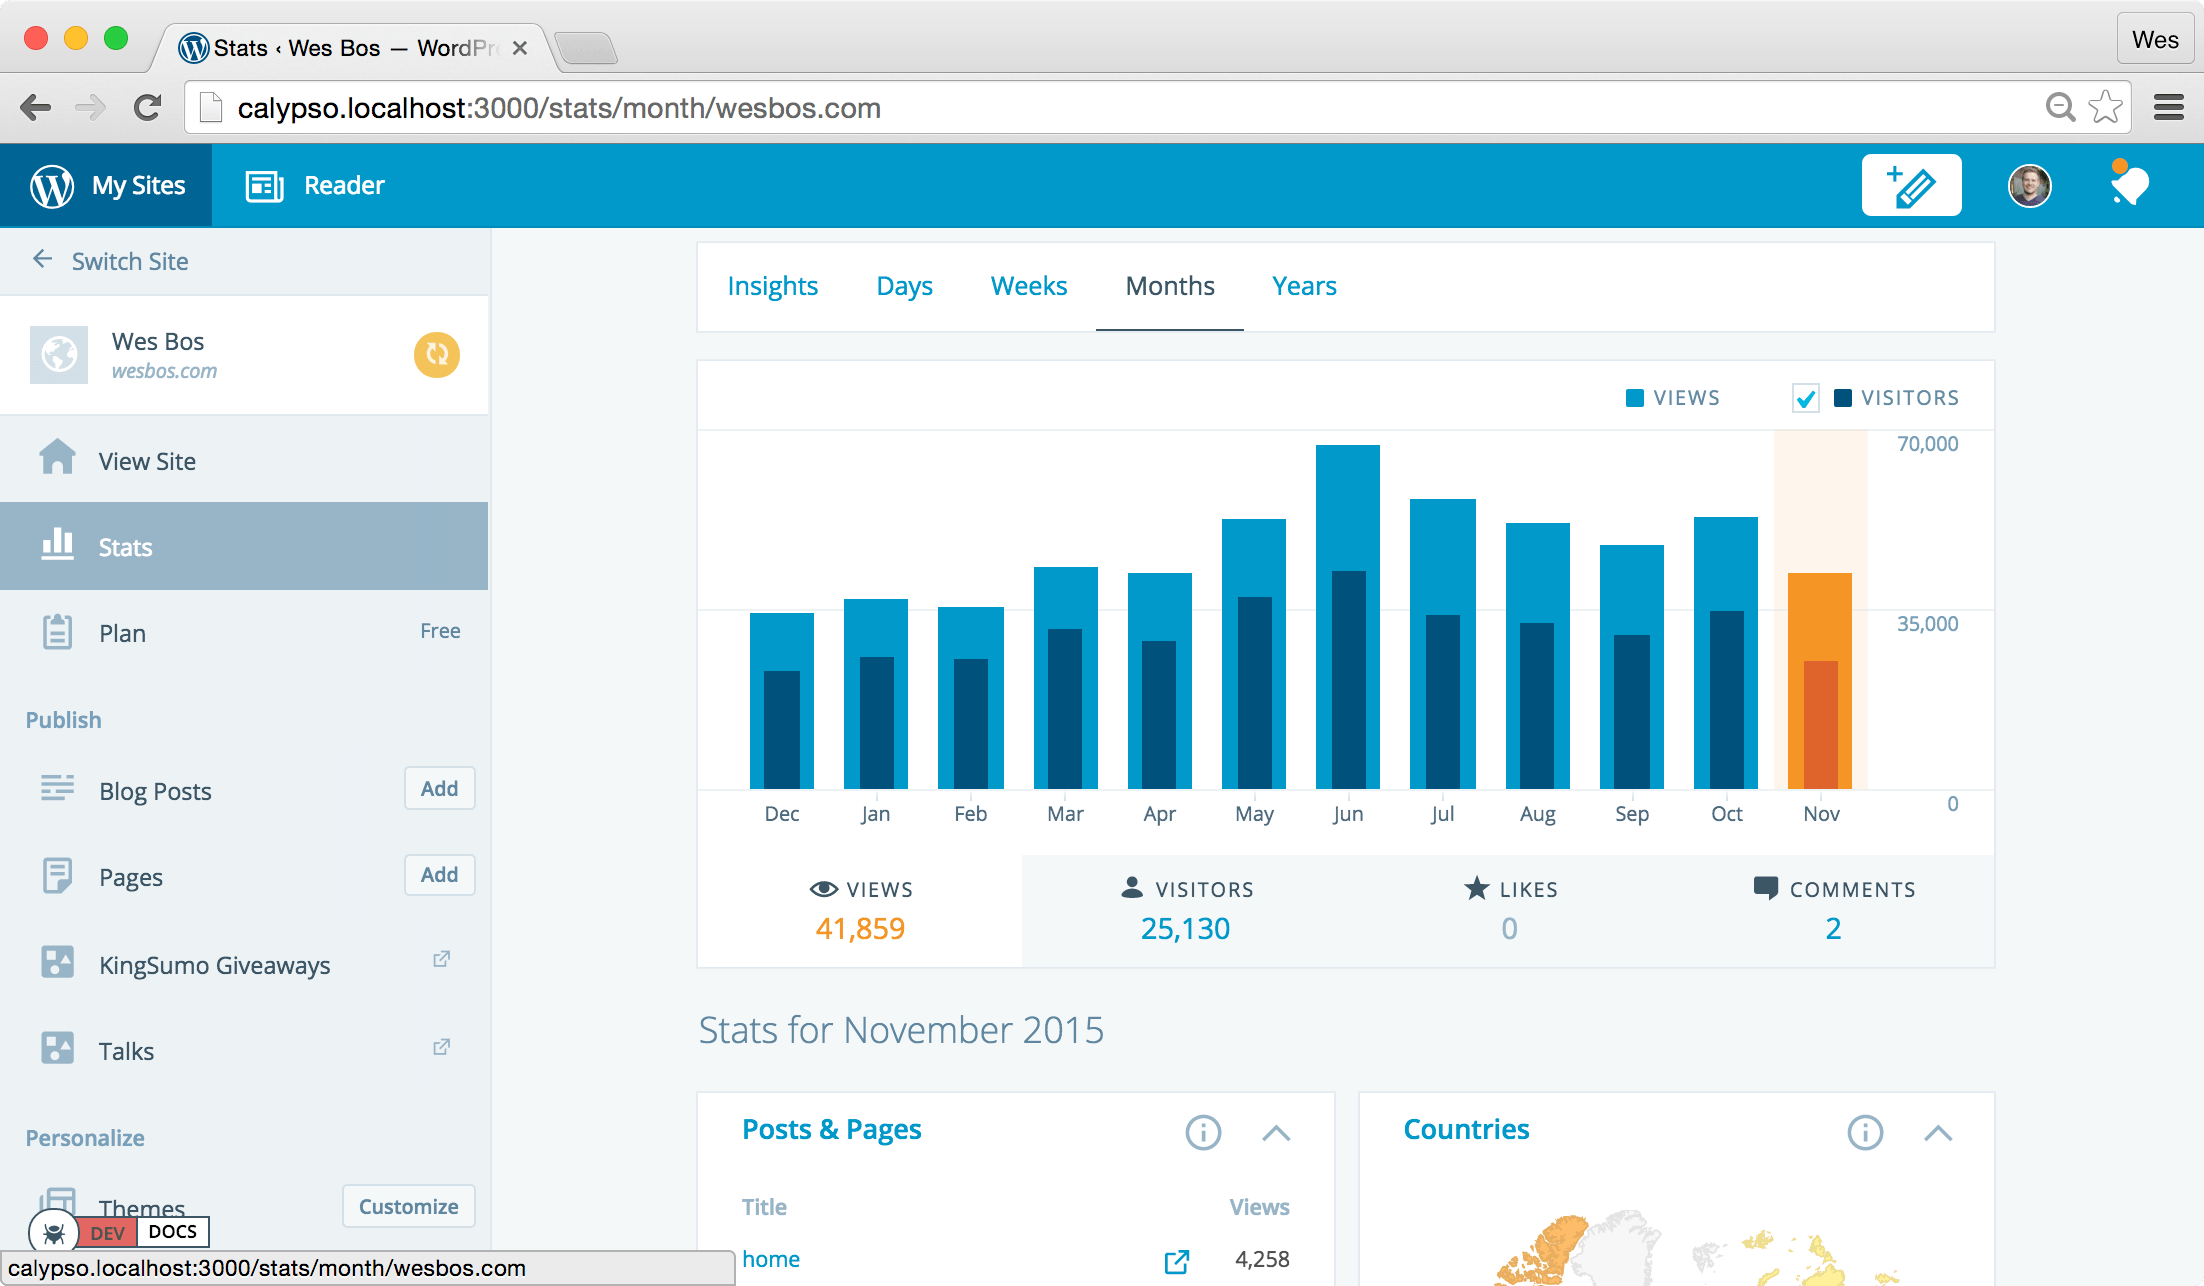 Stats ‹ Wes Bos — WordPre
Wes
calypso.localhost:3000/stats/month/wesbos.com
My Sites
Reader
Switch Site
Wes Bos
wesbos.com
View Site
Stats
Plan
Free
Publish
Blog Posts
Add
Pages
Add
KingSumo Giveaways
Talks
Personalize
Themes
Customize
DEV
DOCS
calypso.localhost:3000/stats/month/wesbos.com
Insights
Days
Weeks
Months
Years
VIEWS
VISITORS
70,000
35,000
0
Dec
Jan
Feb
Mar
Apr
May
Jun
Jul
Aug
Sep
Oct
Nov
VIEWS
41,859
VISITORS
25,130
LIKES
0
COMMENTS
2
Stats for November 2015
Posts & Pages
Title
Views
home
4,258
Countries